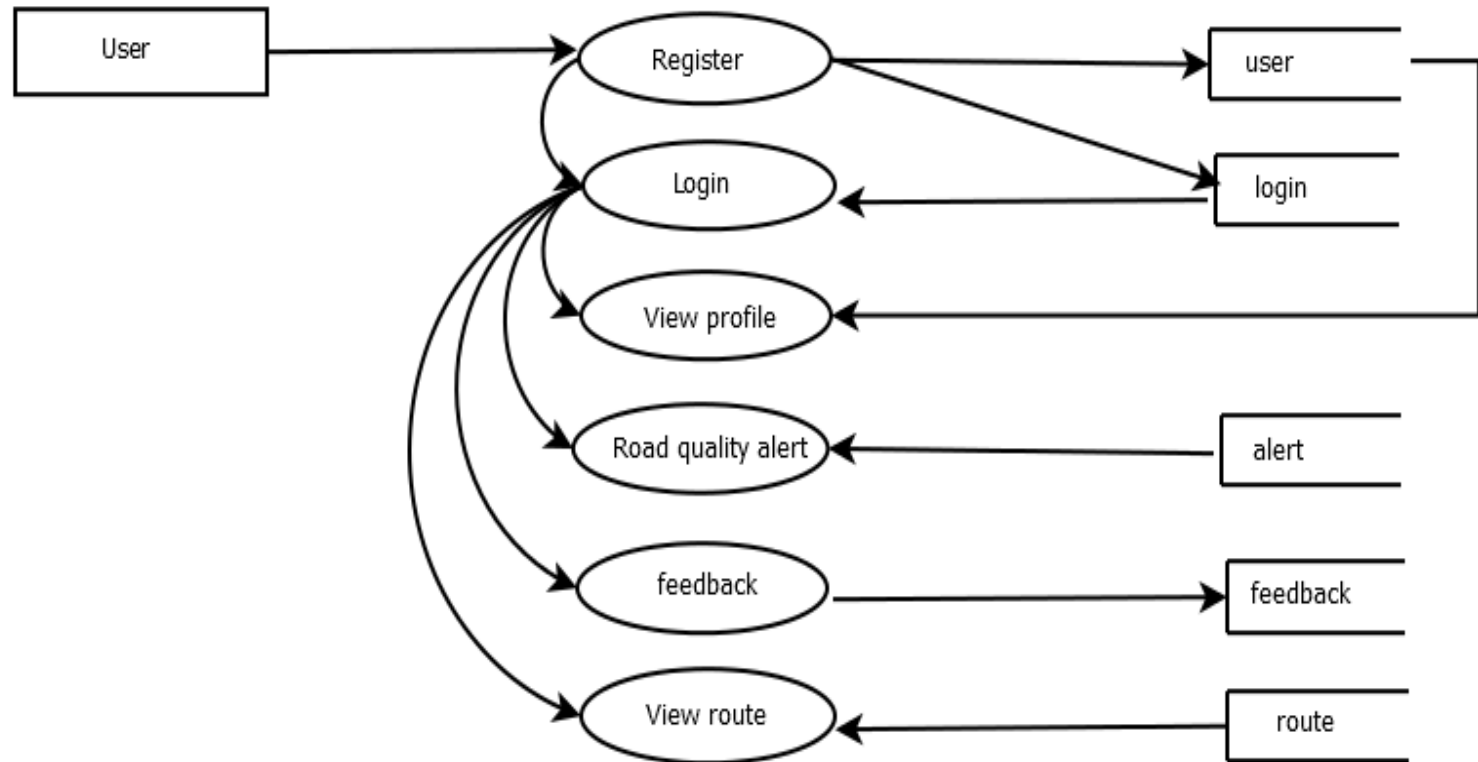 User
Register
user
Login
login
View profile
Road quality alert
alert
feedback
feedback
View route
route